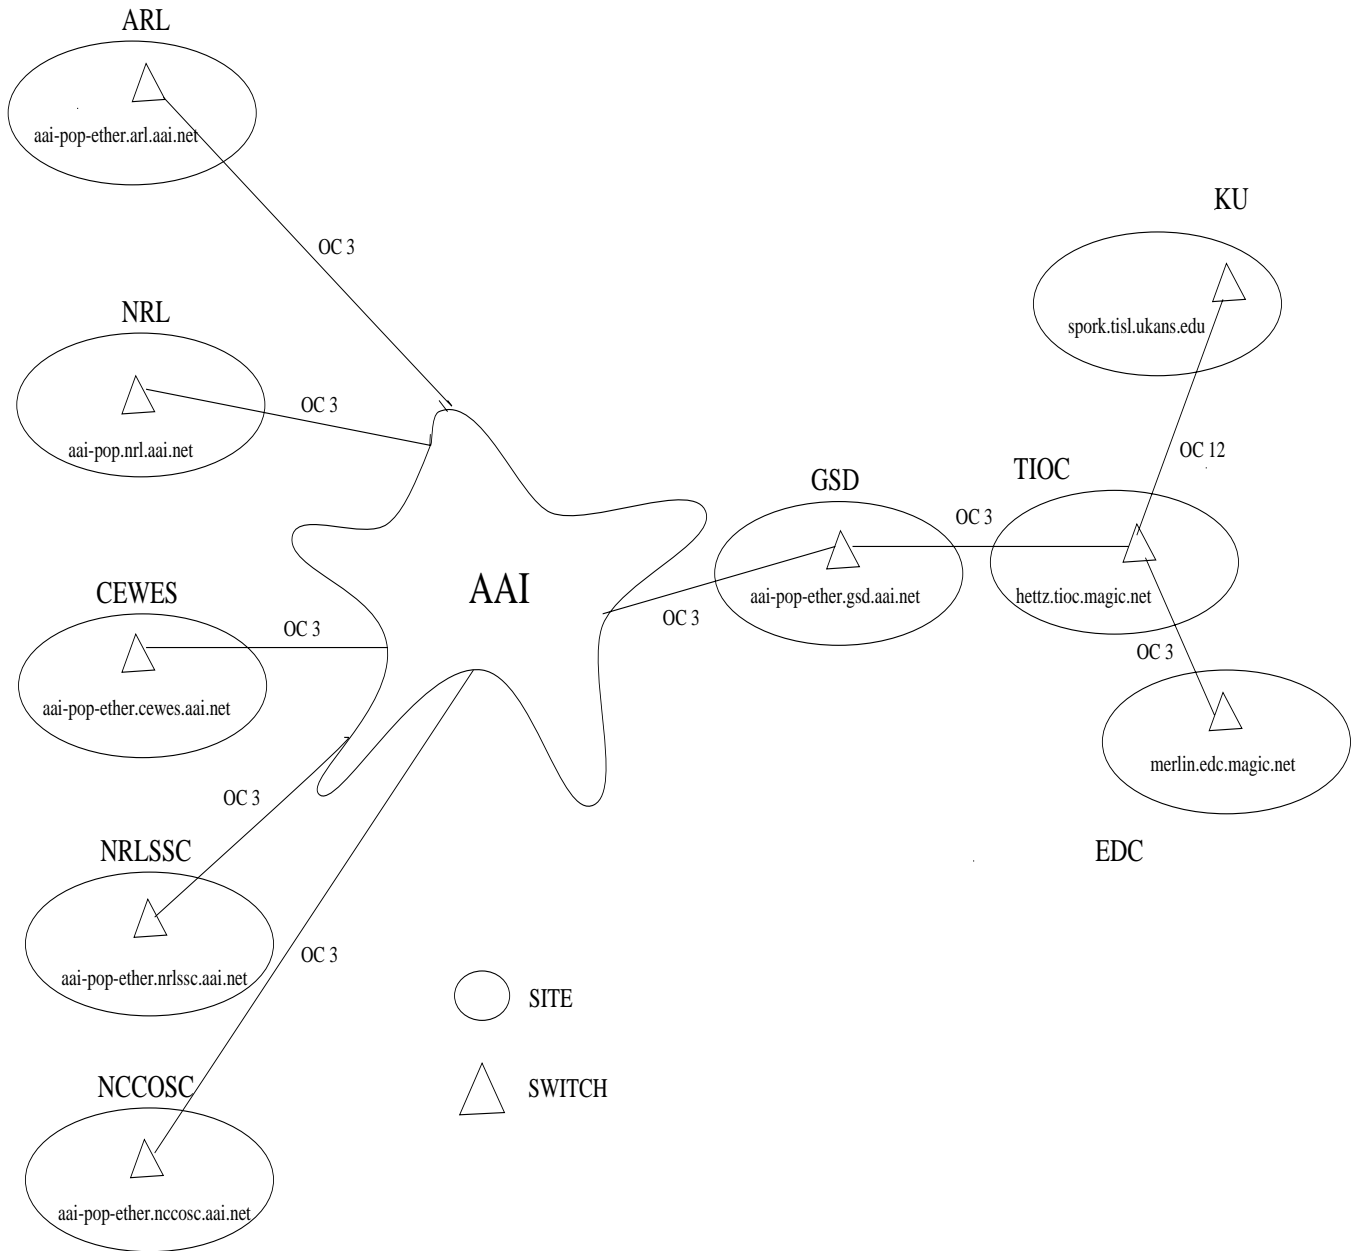 ARL
aai-pop-ether.arl.aai.net
OC 3
KU
spork.tisl.ukans.edu
NRL
OC 3
aai-pop.nrl.aai.net
OC 12
TIOC
GSD
OC 3
AAI
CEWES
aai-pop-ether.gsd.aai.net
hettz.tioc.magic.net
OC 3
OC 3
OC 3
aai-pop-ether.cewes.aai.net
merlin.edc.magic.net
OC 3
NRLSSC
EDC
OC 3
aai-pop-ether.nrlssc.aai.net
SITE
NCCOSC
SWITCH
aai-pop-ether.nccosc.aai.net